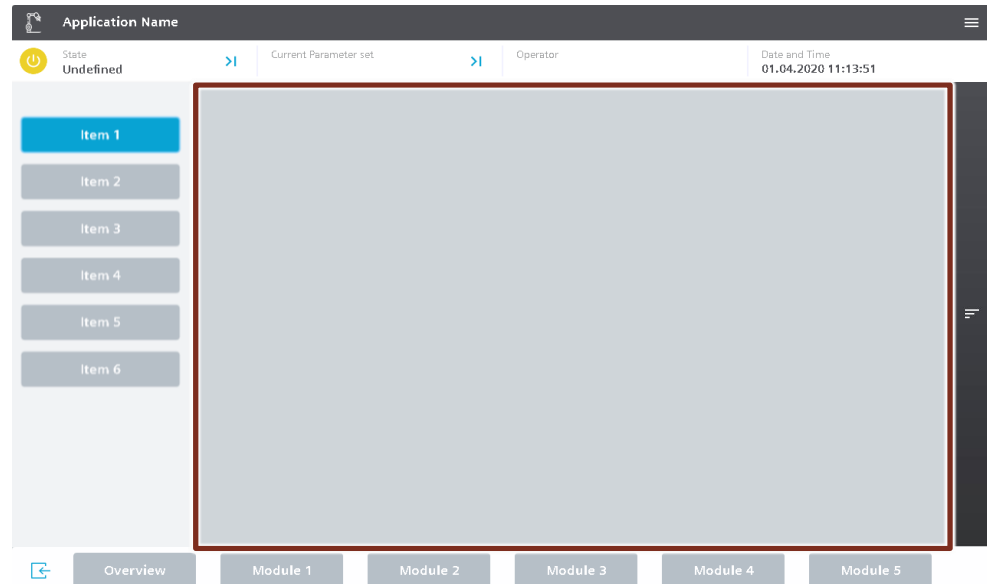 Application Name
State
Undefined
Current Parameter set
Operator
Date and Time
01.04.2020 11:13:51
Item 1
Item 2
Item 3
Item 4
Item 5
Item 6
Overview
Module 1
Module 2
Module 3
Module 4
Module 5